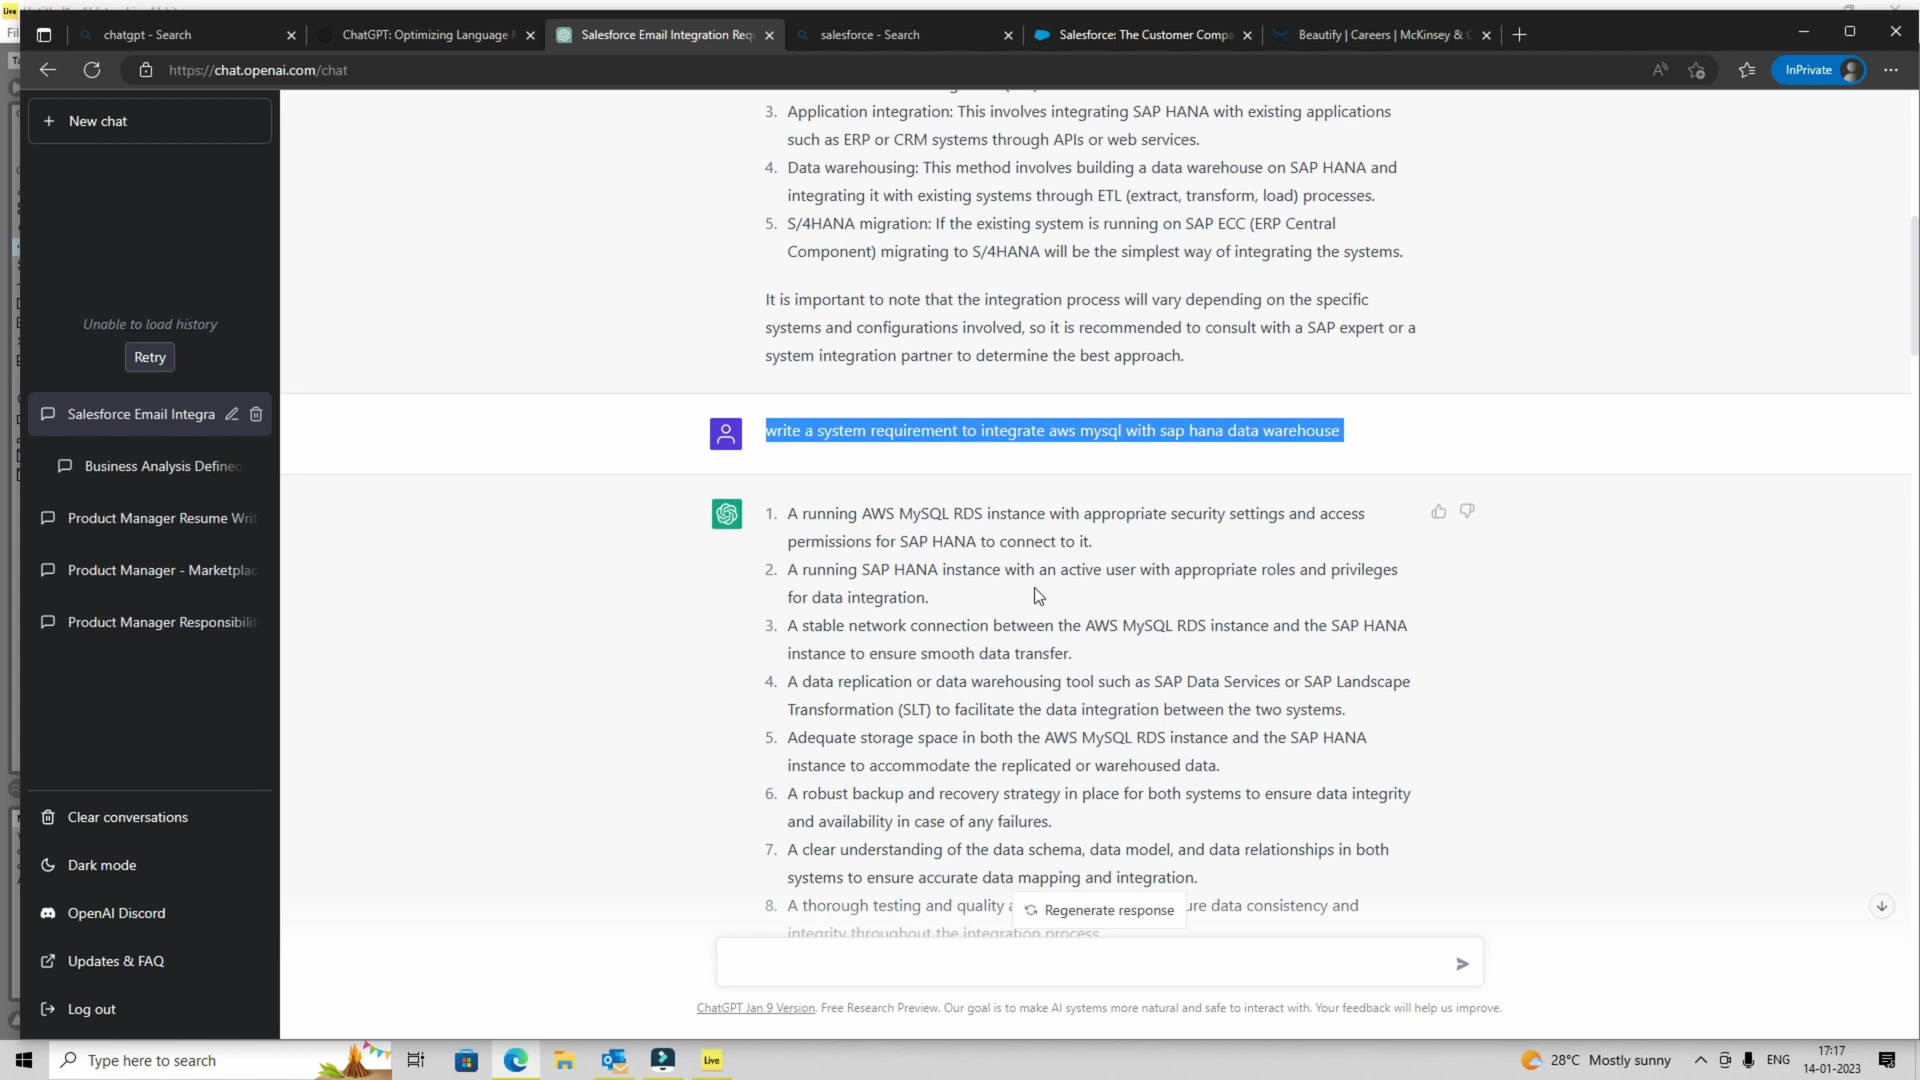 Live
chatgpt - Search
ChatGPT: Optimizing Language
Salesforce Email Integration Req
salesforce - Search
Salesforce: The Customer Compa
Beautify | Careers | McKinsey &
https://chat.openai.com/chat
InPrivate
New chat
3. Application integration: This involves integrating SAP HANA with existing applications
such as ERP or CRM systems through APIs or web services.
4. Data warehousing: This method involves building a data warehouse on SAP HANA and
integrating it with existing systems through ETL (extract, transform, load) processes.
5. S/4HANA migration: If the existing system is running on SAP ECC (ERP Central
Component) migrating to S/4HANA will be the simplest way of integrating the systems.
It is important to note that the integration process will vary depending on the specific
systems and configurations involved, so it is recommended to consult with a SAP expert or a
system integration partner to determine the best approach.
Unable to load history
Retry
Salesforce Email Integra
Business Analysis Defined
Product Manager Resume Writ
Product Manager - Marketplac
Product Manager Responsibilit
write a system requirement to integrate aws mysql with sap hana data warehouse
1. A running AWS MySQL RDS instance with appropriate security settings and access
permissions for SAP HANA to connect to it.
2. A running SAP HANA instance with an active user with appropriate roles and privileges
for data integration.
3. A stable network connection between the AWS MySQL RDS instance and the SAP HANA
instance to ensure smooth data transfer.
4. A data replication or data warehousing tool such as SAP Data Services or SAP Landscape
Transformation (SLT) to facilitate the data integration between the two systems.
5. Adequate storage space in both the AWS MySQL RDS instance and the SAP HANA
instance to accommodate the replicated or warehoused data.
6. A robust backup and recovery strategy in place for both systems to ensure data integrity
and availability in case of any failures.
7. A clear understanding of the data schema, data model, and data relationships in both
systems to ensure accurate data mapping and integration.
8. A thorough testing and quality a ure data consistency and
integrity throughout the integration process
Regenerate response
Clear conversations
Dark mode
OpenAI Discord
Updates & FAQ
Log out
ChatGPT Jan 9 Version. Free Research Preview. Our goal is to make AI systems more natural and safe to interact with. Your feedback will help us improve.
Type here to search
Live
28°C Mostly sunny
ENG
17:17
14-01-2023